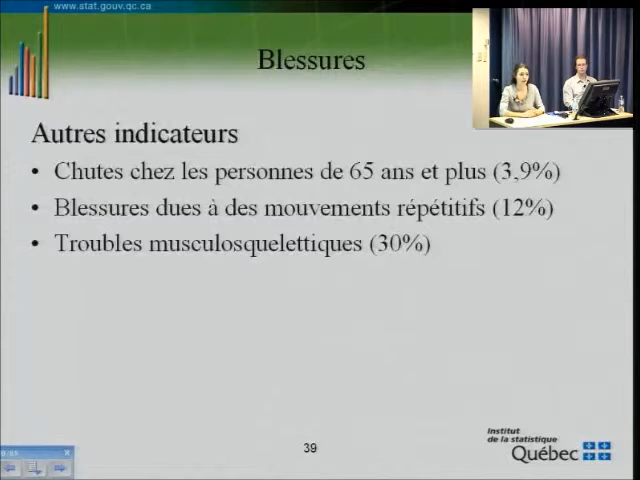 www.stat.gouv.qc.ca
Blessures
Autres indicateurs
• Chutes chez les personnes de 65 ans et plus (3,9%)
• Blessures dues à des mouvements répétitifs (12%)
• Troubles musculosquelettiques (30%)
39
Institut
de la statistique
Québec